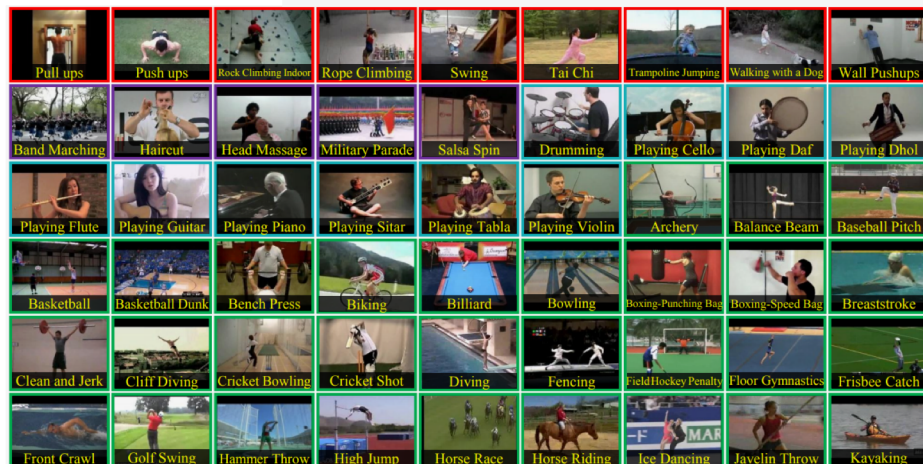 Pull ups
Push ups
Rock Climbing Indoor
Rope Climbing
Swing
Tai Chi
Trampoline Jumping
Walking with a Dog
Wall Pushups
Band Marching
Haircut
Head Massage
Military Parade
Salsa Spin
Drumming
Playing Cello
Playing Daf
Playing Dhol
Playing Flute
Playing Guitar
Playing Piano
Playing Sitar
Playing Tabla
Playing Violin
Archery
Balance Beam
Baseball Pitch
Basketball
Basketball Dunk
Bench Press
Biking
Billiard
Bowling
Boxing-Punching Bag
Boxing-Speed Bag
Breaststroke
Clean and Jerk
Cliff Diving
Cricket Bowling
Cricket Shot
Diving
Fencing
Field Hockey Penalty
Floor Gymnastics
Frisbee Catch
Front Crawl
Golf Swing
Hammer Throw
High Jump
Horse Race
Horse Riding
Ice Dancing
Javelin Throw
Kayaking